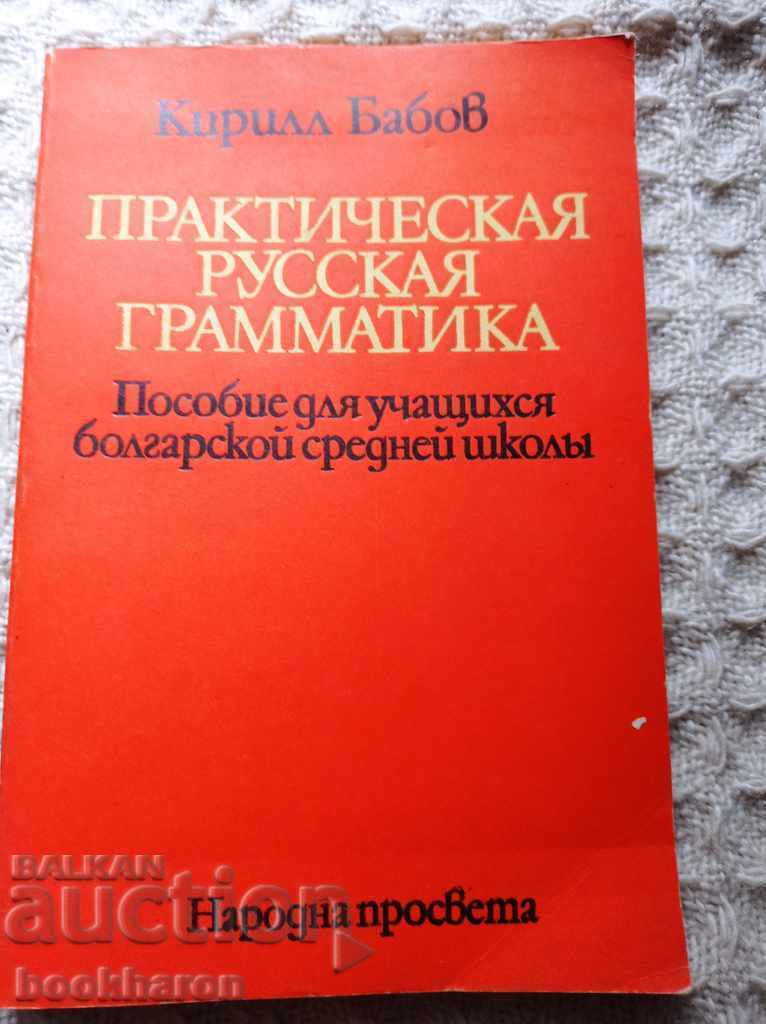 Кирилл Бабов
ПРАКТИЧЕСКАЯ
РУССКАЯ
ГРАММАТИКА
Пособие для учащихся
болгарской средней школы
Народна просвета
BALKAN
auction
bookharon